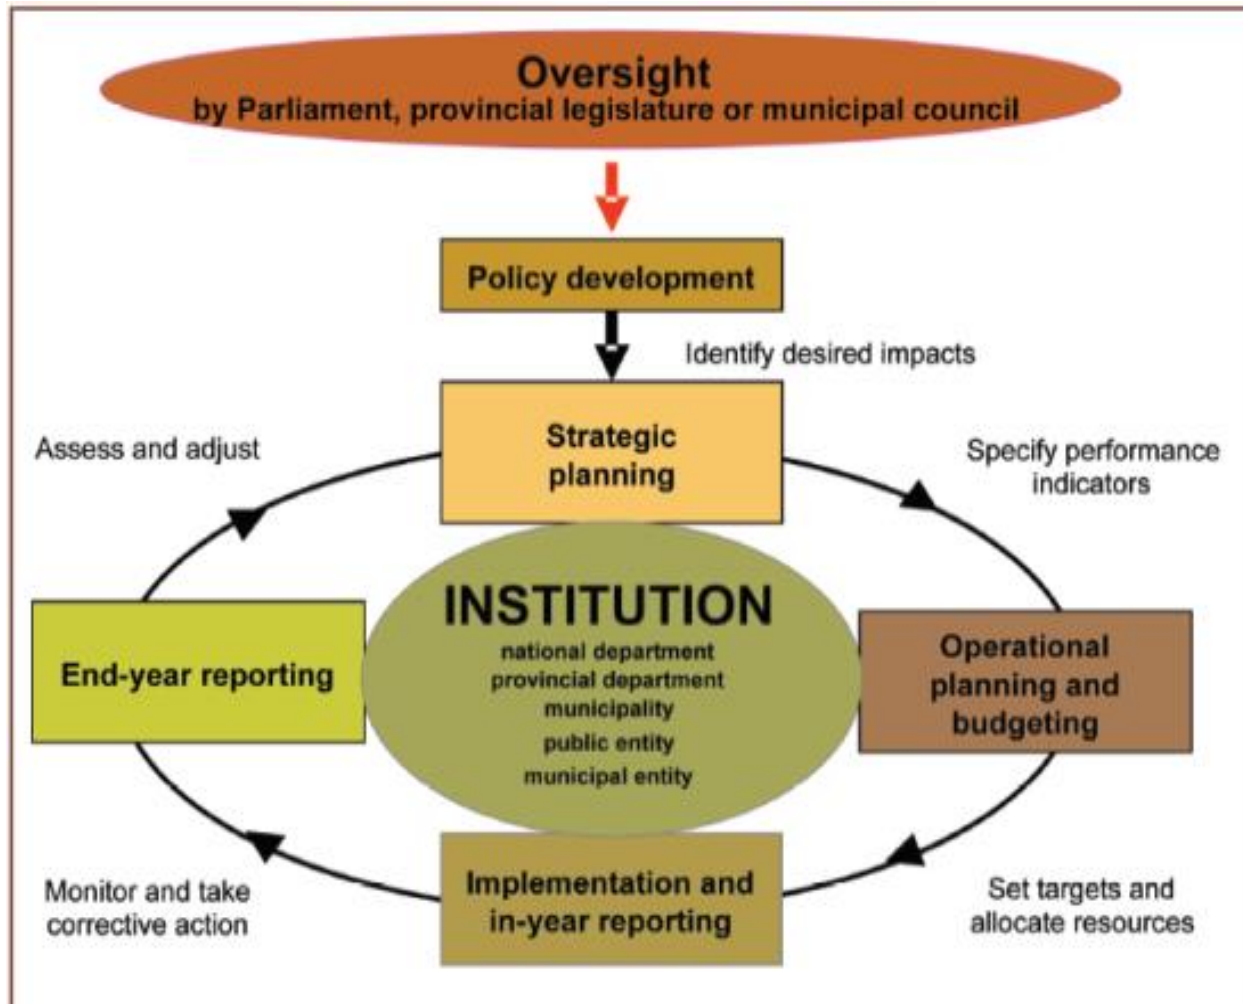 Oversight
by Parliament, provincial legislature or municipal council
Policy development
Identify desired impacts
Strategic
planning
Assess and adjust
Specify performance
indicators
INSTITUTION
national department
provincial department
municipality
public entity
municipal entity
End-year reporting
Operational
planning and
budgeting
Implementation and
in-year reporting
Monitor and take
corrective action
Set targets and
allocate resources